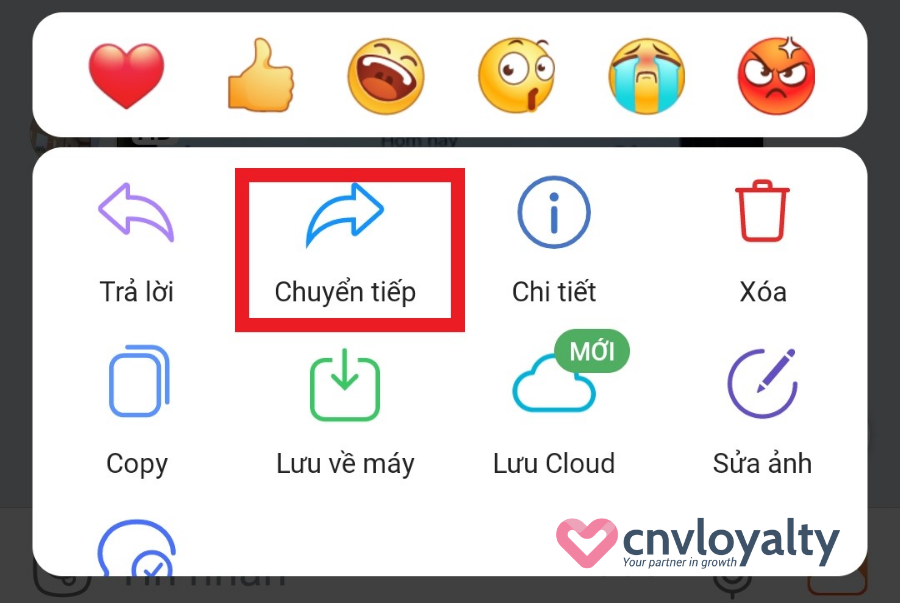 Hôm nay
Trả lời
Chuyển tiếp
Chi tiết
Xóa
MỚI
Copy
Lưu về máy
Lưu Cloud
Sửa ảnh
cnvloyalty
Your partner in growth
Tin nhắn